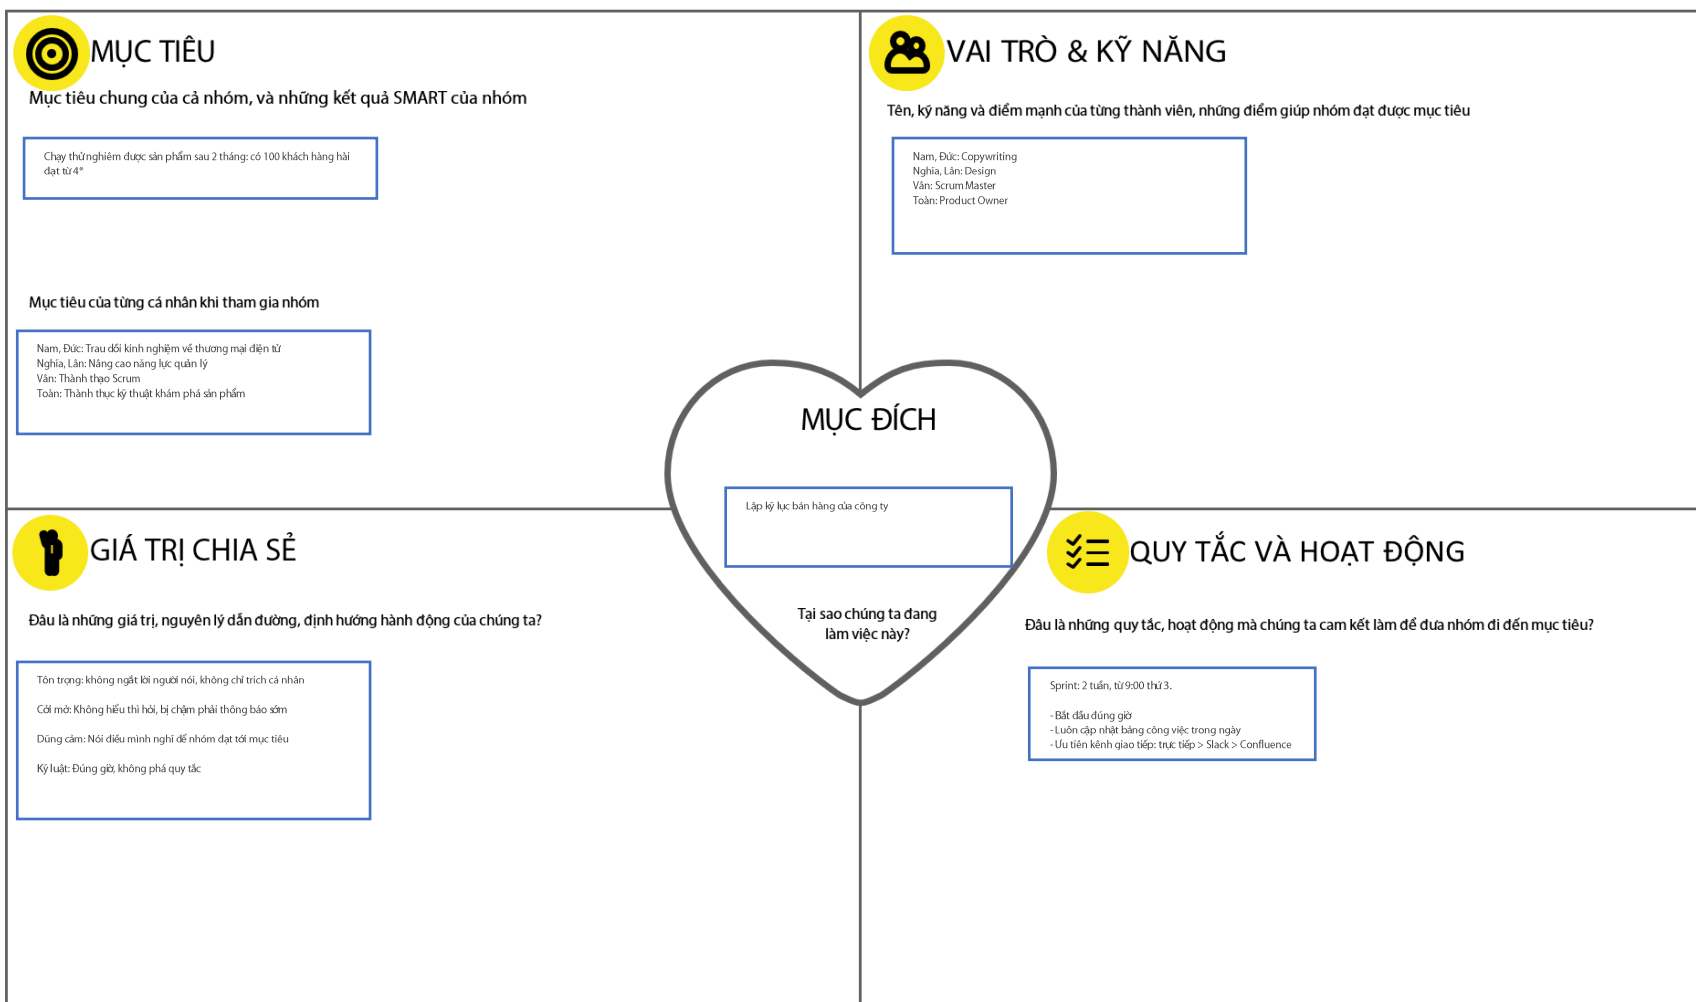 MỤC TIÊU
Mục tiêu chung của cả nhóm, và những kết quả SMART của nhóm
Chạy thử nghiêm được sản phẩm sau 2 tháng: có 100 khách hàng hài
đạt từ 4*
Mục tiêu của từng cá nhân khi tham gia nhóm
Nam, Đức: Trau dồi kinh nghiệm về thương mại điện tử
Nghĩa, Lân: Nâng cao năng lực quản lý
Vân: Thành thạo Scrum
Toàn: Thành thục kỹ thuật khám phá sản phẩm
VAI TRÒ & KỸ NĂNG
Tên, kỹ năng và điểm mạnh của từng thành viên, những điểm giúp nhóm đạt được mục tiêu
Nam, Đức: Copywriting
Nghĩa, Lân: Design
Vân: Scrum Master
Toàn: Product Owner
MỤC ĐÍCH
Lập kỷ lục bán hàng của công ty
Tại sao chúng ta đang
làm việc này?
GIÁ TRỊ CHIA SẺ
Đâu là những giá trị, nguyên lý dẫn đường, định hướng hành động của chúng ta?
Tôn trọng: không ngắt lời người nói, không chỉ trích cá nhân
Cởi mở: Không hiểu thì hỏi, bị chậm phải thông báo sớm
Dũng cảm: Nói điều mình nghĩ để nhóm đạt tới mục tiêu
Kỷ luật: Đúng giờ, không phá quy tắc
QUY TẮC VÀ HOẠT ĐỘNG
Đâu là những quy tắc, hoạt động mà chúng ta cam kết làm để đưa nhóm đi đến mục tiêu?
Sprint: 2 tuần, từ 9:00 thứ 3.
- Bắt đầu đúng giờ
- Luôn cập nhật bảng công việc trong ngày
- Ưu tiên kênh giao tiếp: trực tiếp > Slack > Confluence